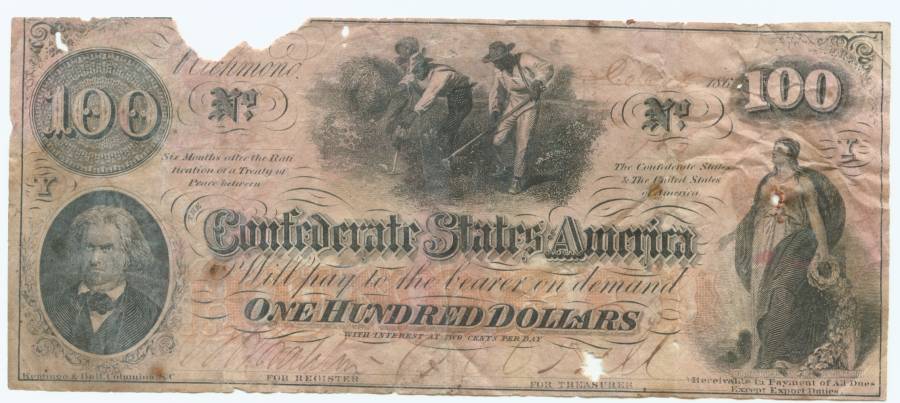 Richmond.
186
100
No.
No.
100
Six Months after the Rati
fication of a Treaty of
Peace between
The Confederate States
& The United States
of America
Y
Y
THE
Confederate States America
Will pay to the bearer on demand
ONE HUNDRED DOLLARS
WITH INTEREST AT TWO CENTS PER DAY
Keatinge & Ball Columbia, S.C
FOR REGISTER
FOR TREASURER
Receivable in Payment of All Dues
Except Export Duties.